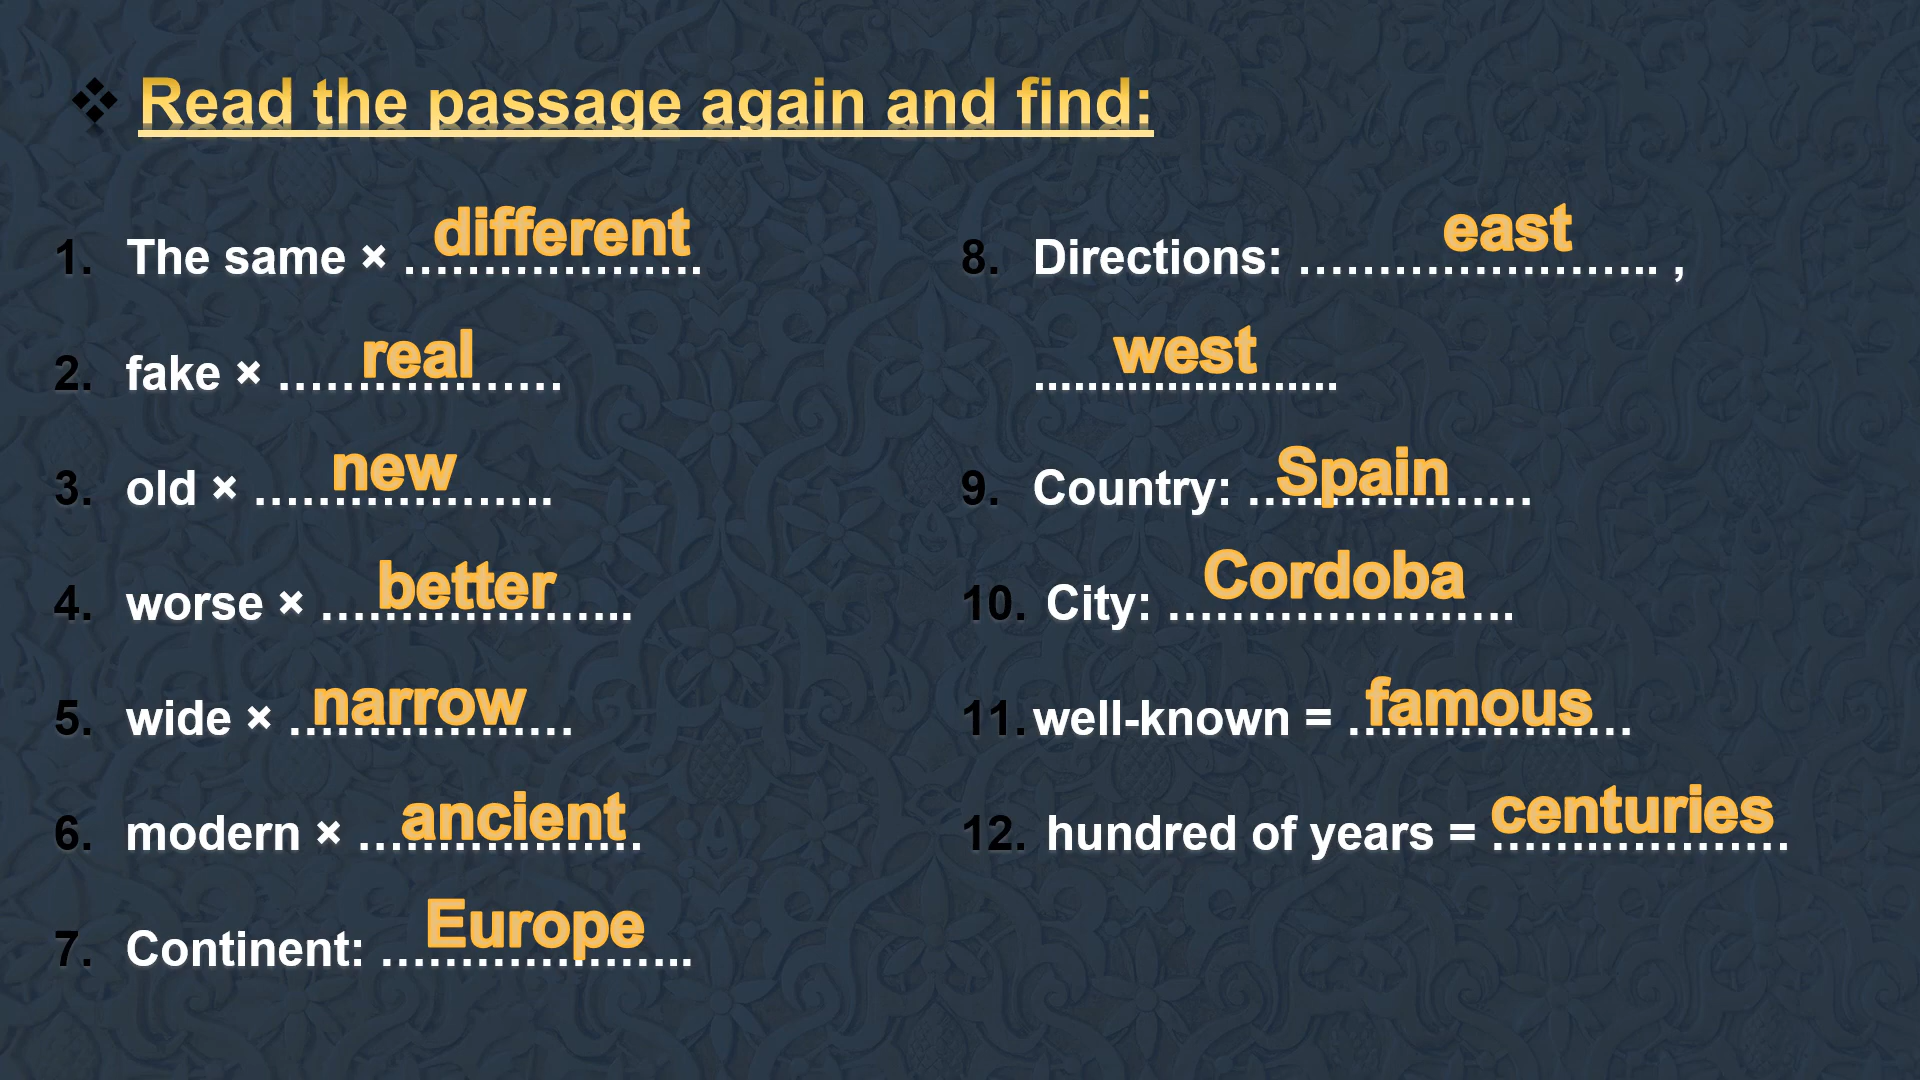 ❖ Read the passage again and find:
1. The same × ………………. different
2. fake × ……………… real
3. old × ………………. new
4. worse × ……………….. better
5. wide × ……………… narrow
6. modern × ……………… ancient
7. Continent: ……………….. Europe
8. Directions: ………………….. , east
....................... west
9. Country: ……………… Spain
10. City: …………………. Cordoba
11. well-known = ……………… famous
12. hundred of years = ………………. centuries